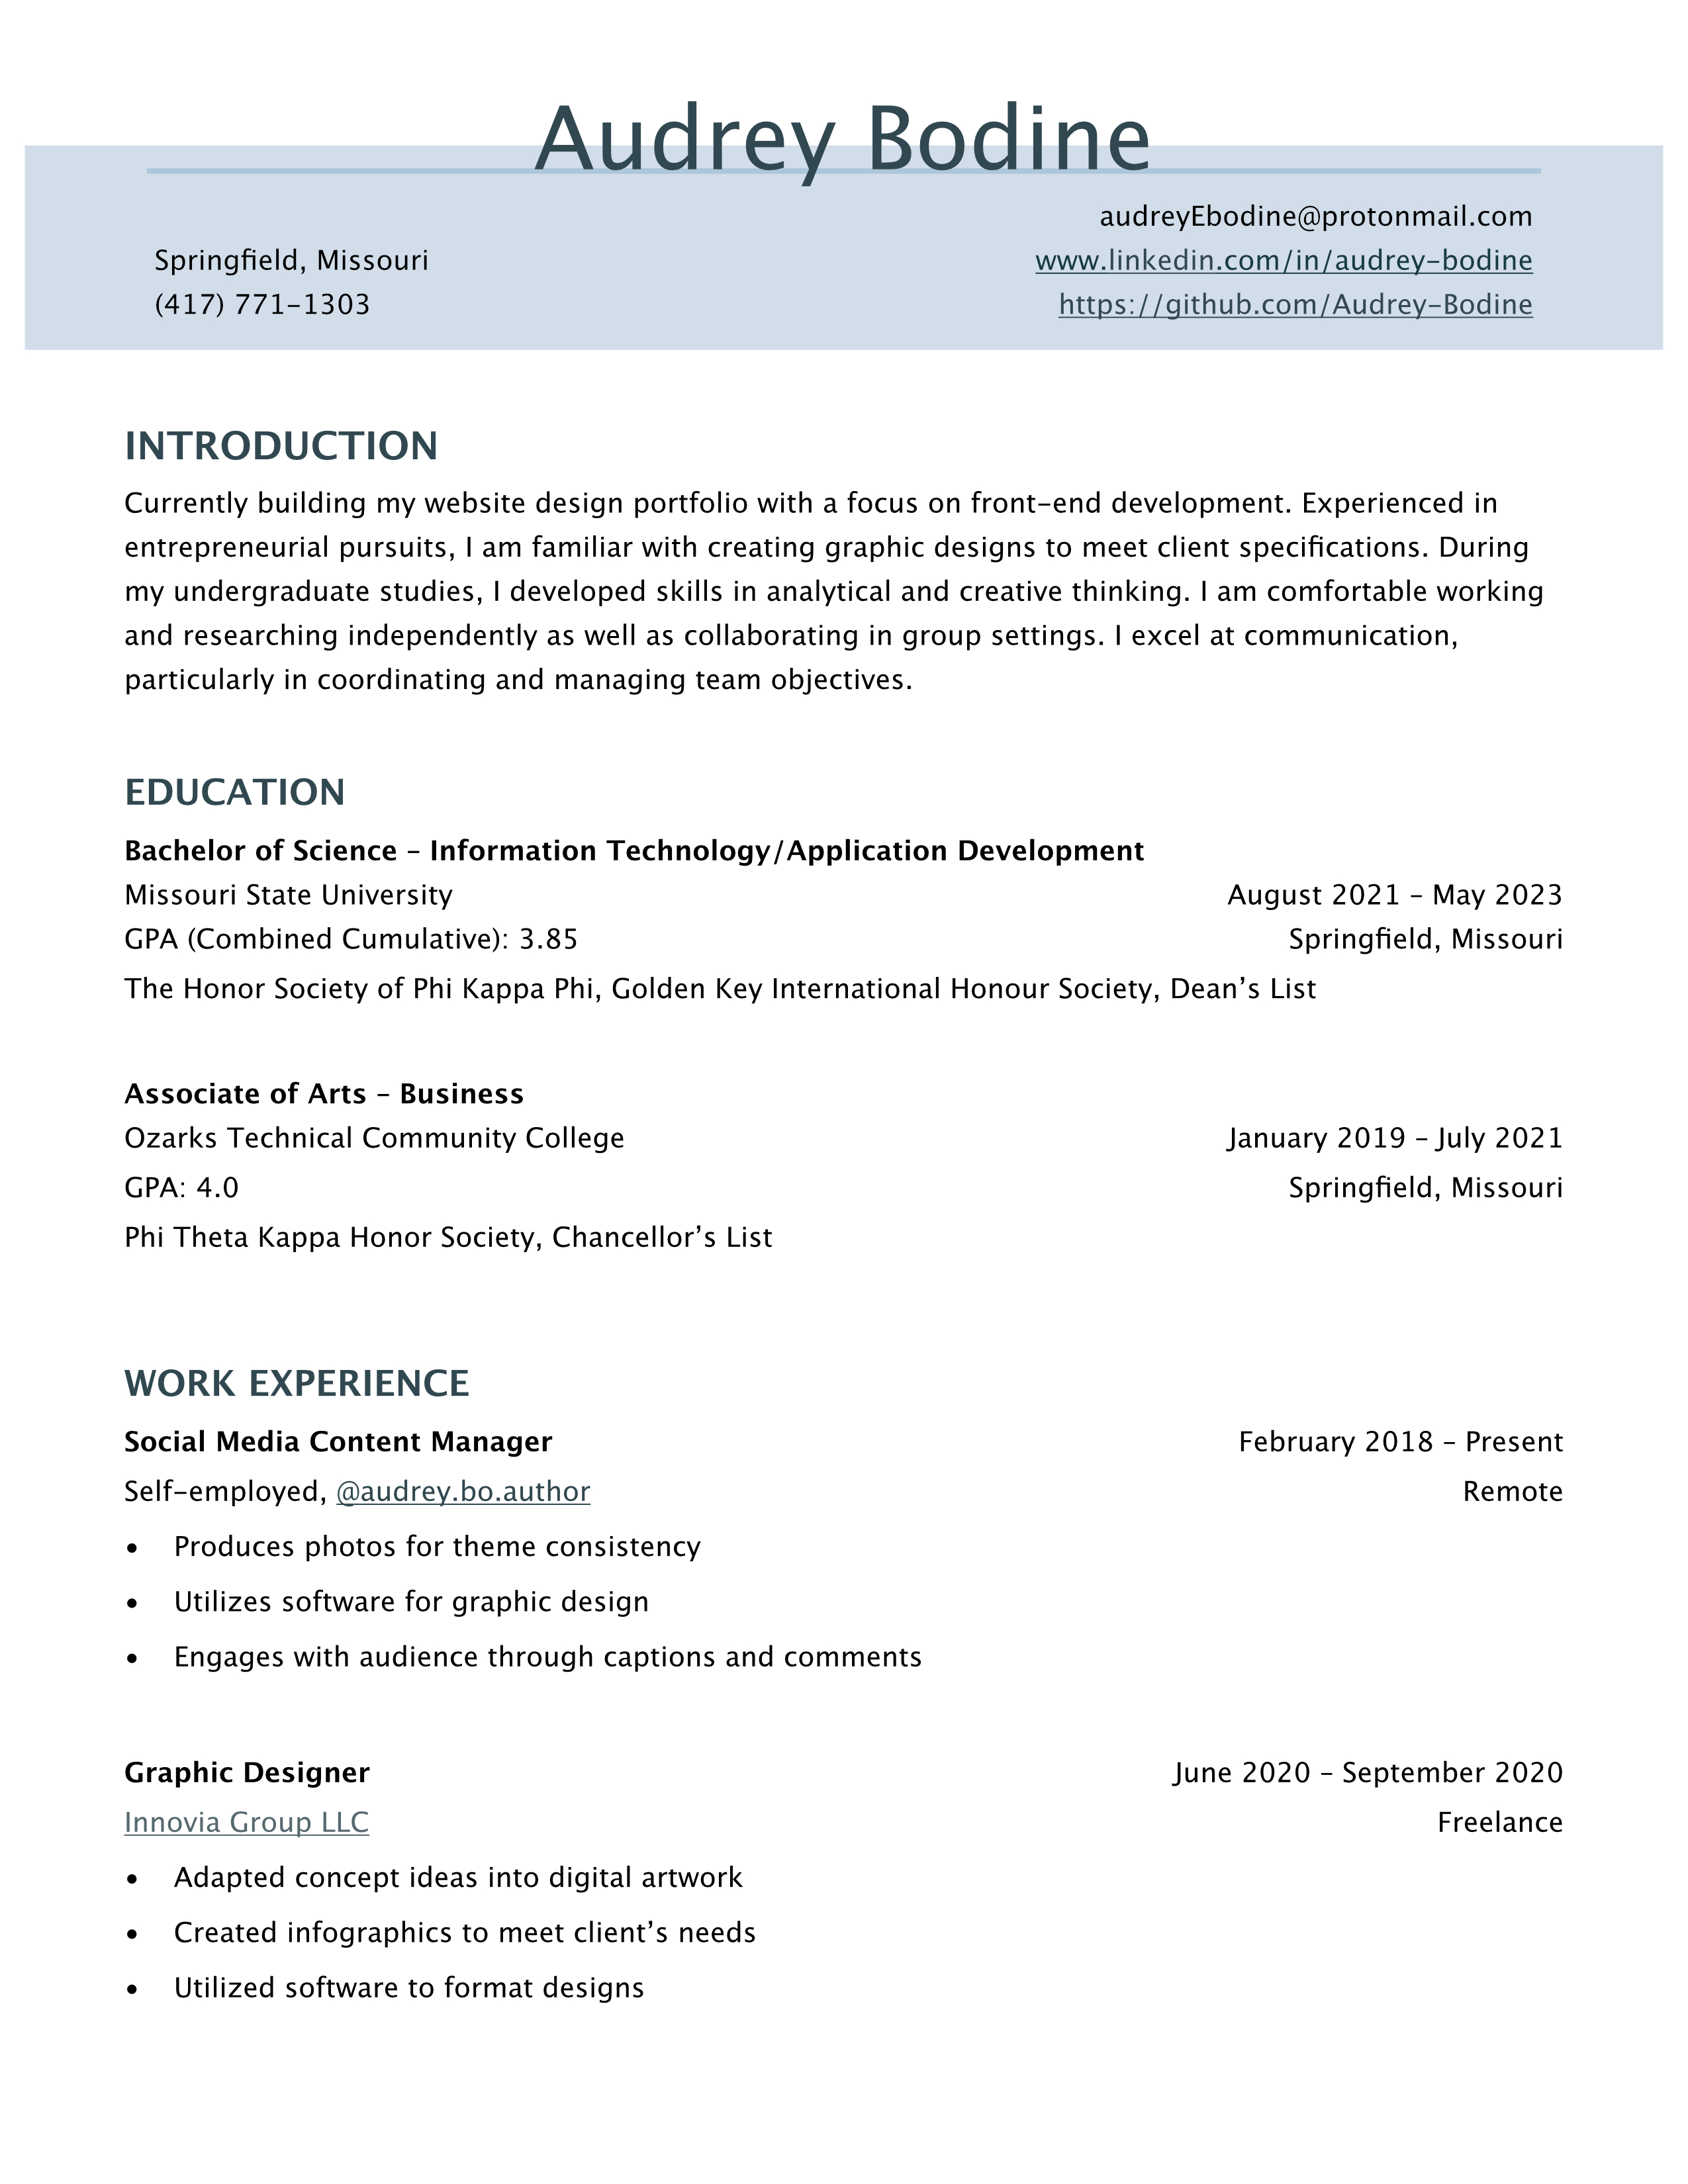 Audrey Bodine
audreyEbodine@protonmail.com
Springfield, Missouri www.linkedin.com/in/audrey-bodine
(417) 771-1303 https://github.com/Audrey-Bodine
INTRODUCTION
Currently building my website design portfolio with a focus on front-end development. Experienced in
entrepreneurial pursuits, I am familiar with creating graphic designs to meet client specifications. During
my undergraduate studies, I developed skills in analytical and creative thinking. I am comfortable working
and researching independently as well as collaborating in group settings. I excel at communication,
particularly in coordinating and managing team objectives.
EDUCATION
Bachelor of Science – Information Technology/Application Development
Missouri State University August 2021 – May 2023
GPA (Combined Cumulative): 3.85 Springfield, Missouri
The Honor Society of Phi Kappa Phi, Golden Key International Honour Society, Dean’s List
Associate of Arts – Business
Ozarks Technical Community College January 2019 – July 2021
GPA: 4.0 Springfield, Missouri
Phi Theta Kappa Honor Society, Chancellor’s List
WORK EXPERIENCE
Social Media Content Manager February 2018 – Present
Self-employed, @audrey.bo.author Remote
• Produces photos for theme consistency
• Utilizes software for graphic design
• Engages with audience through captions and comments
Graphic Designer June 2020 – September 2020
Innovia Group LLC Freelance
• Adapted concept ideas into digital artwork
• Created infographics to meet client’s needs
• Utilized software to format designs